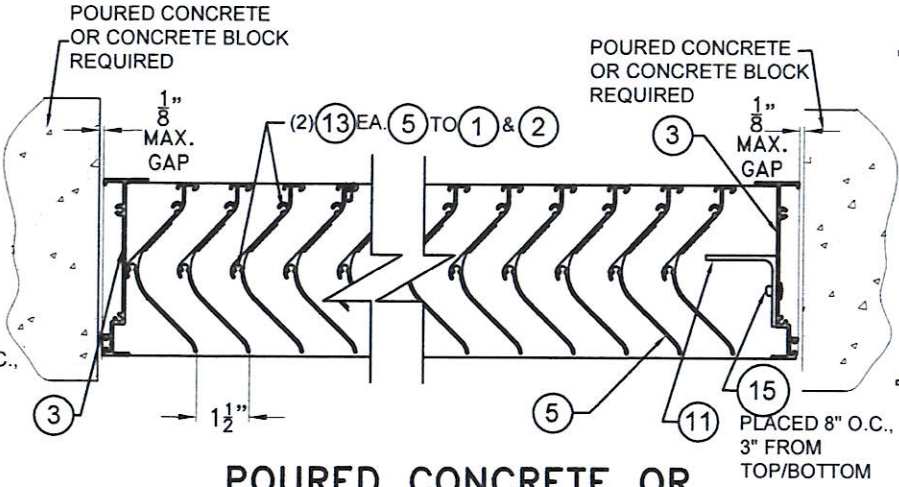 POURED CONCRETE
OR CONCRETE BLOCK
REQUIRED
POURED CONCRETE
OR CONCRETE BLOCK
REQUIRED
1/8"
MAX.
GAP
(2) 13 EA. 5 TO 1 & 2
3
1/8"
MAX.
GAP
C.,
3
1 1/2"
5
11
15
PLACED 8" O.C.,
3" FROM
TOP/BOTTOM
POURED CONCRETE OR